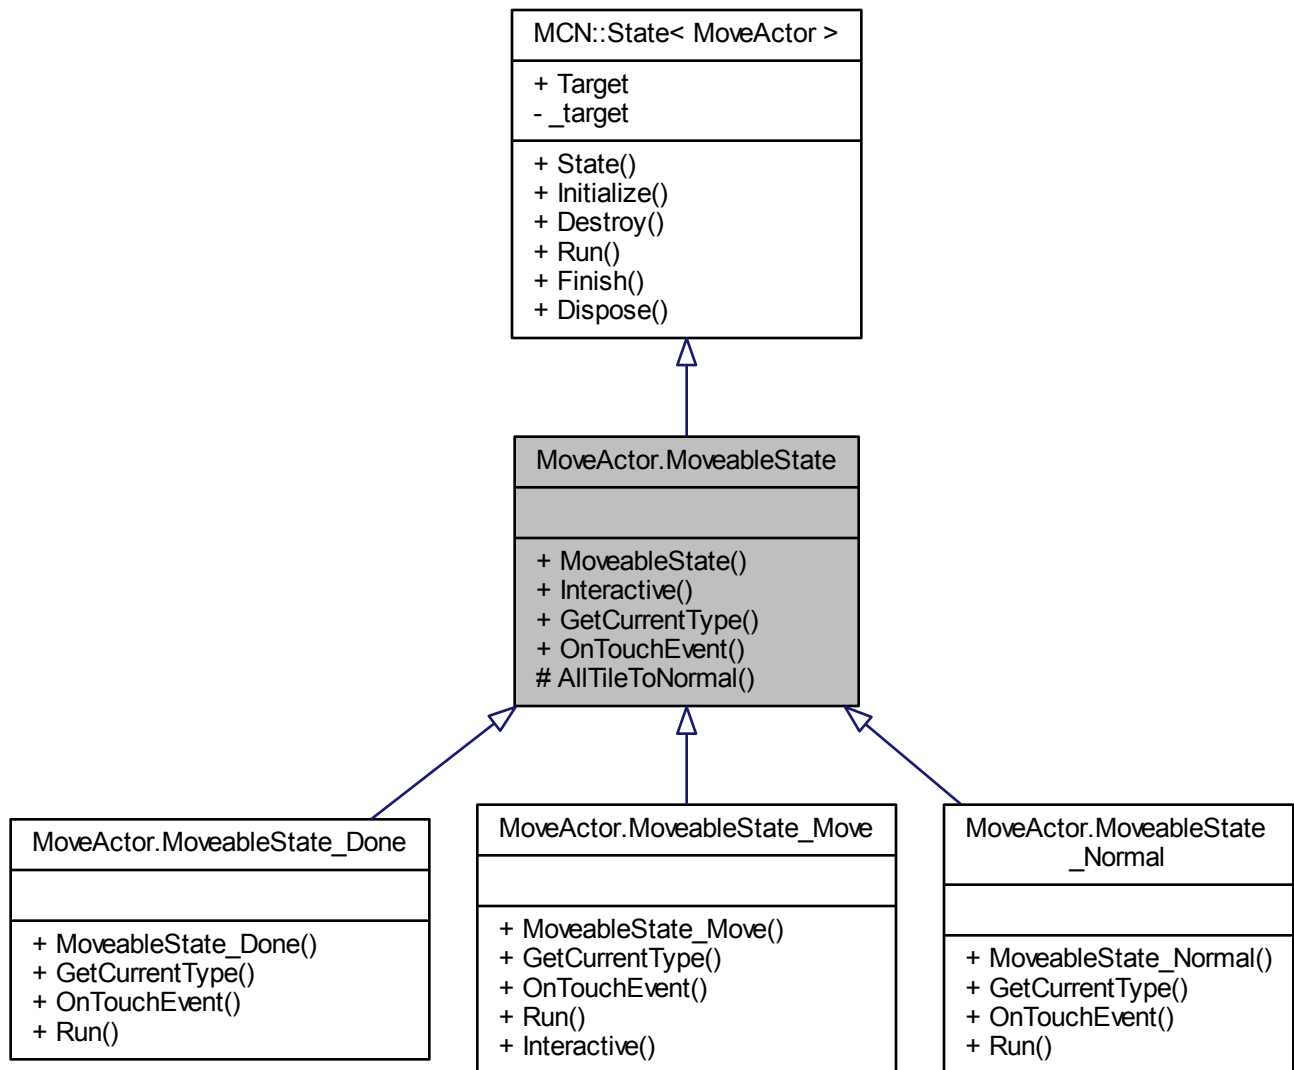 MCN::State< MoveActor >
+ Target
- _target
+ State()
+ Initialize()
+ Destroy()
+ Run()
+ Finish()
+ Dispose()
MoveActor.MoveableState
+ MoveableState()
+ Interactive()
+ GetCurrentType()
+ OnTouchEvent()
# AllTileToNormal()
MoveActor.MoveableState_Done
+ MoveableState_Done()
+ GetCurrentType()
+ OnTouchEvent()
+ Run()
MoveActor.MoveableState_Move
+ MoveableState_Move()
+ GetCurrentType()
+ OnTouchEvent()
+ Run()
+ Interactive()
MoveActor.MoveableState
_Normal
+ MoveableState_Normal()
+ GetCurrentType()
+ OnTouchEvent()
+ Run()